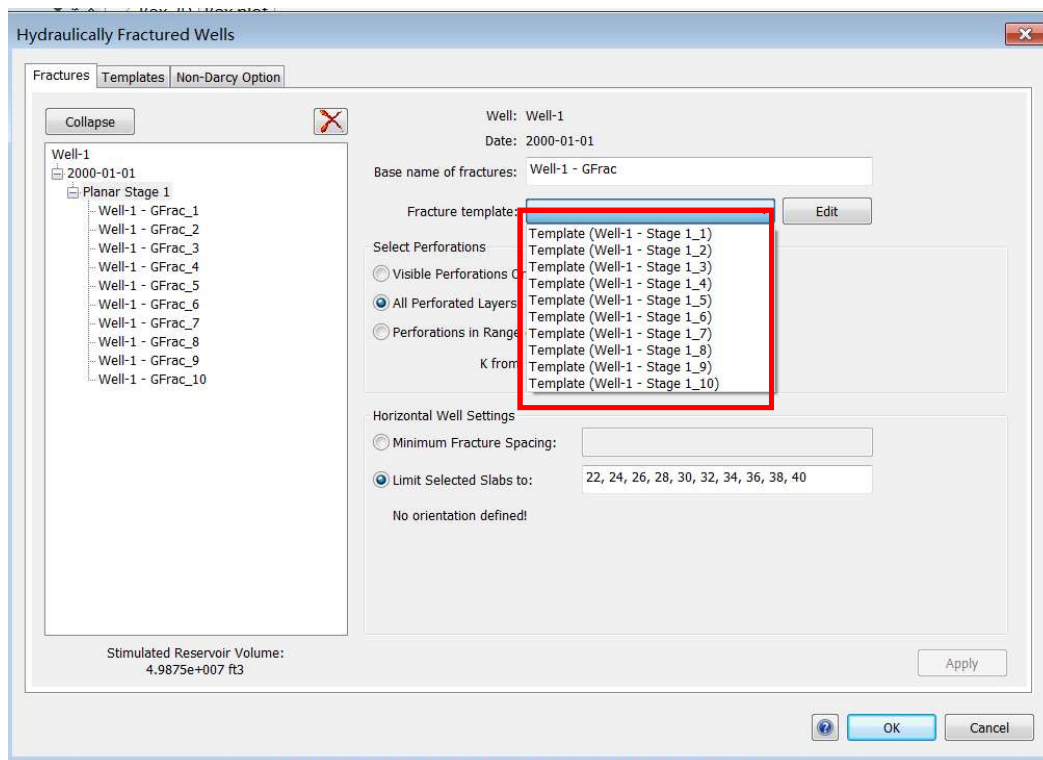 Hydraulically Fractured Wells
Fractures Templates Non-Darcy Option
Collapse
Well-1
2000-01-01
Planar Stage 1
Well-1 - GFrac_1
Well-1 - GFrac_2
Well-1 - GFrac_3
Well-1 - GFrac_4
Well-1 - GFrac_5
Well-1 - GFrac_6
Well-1 - GFrac_7
Well-1 - GFrac_8
Well-1 - GFrac_9
Well-1 - GFrac_10
Stimulated Reservoir Volume:
4.9875e+007 ft3
Well: Well-1
Date: 2000-01-01
Base name of fractures: Well-1 - GFrac
Fracture template: Edit
Template (Well-1 - Stage 1_1)
Template (Well-1 - Stage 1_2)
Template (Well-1 - Stage 1_3)
Template (Well-1 - Stage 1_4)
Template (Well-1 - Stage 1_5)
Template (Well-1 - Stage 1_6)
Template (Well-1 - Stage 1_7)
Template (Well-1 - Stage 1_8)
Template (Well-1 - Stage 1_9)
Template (Well-1 - Stage 1_10)
Select Perforations
Visible Perforations
All Perforated Layers
Perforations in Range
K from
Horizontal Well Settings
Minimum Fracture Spacing:
Limit Selected Slabs to: 22, 24, 26, 28, 30, 32, 34, 36, 38, 40
No orientation defined!
Apply
OK Cancel